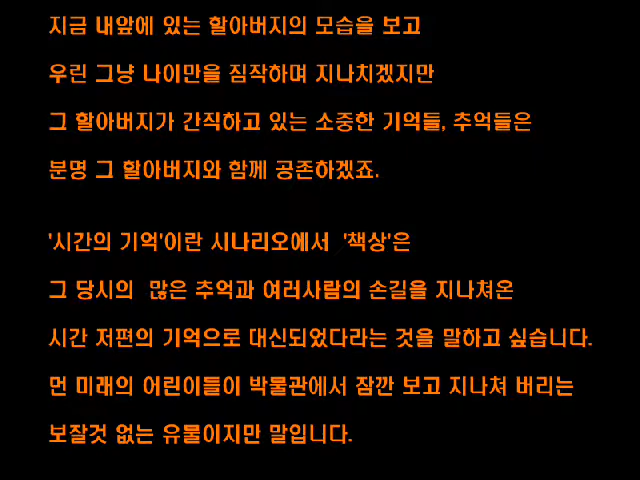 지금 내앞에 있는 할아버지의 모습을 보고
우린 그냥 나이만을 짐작하며 지나치겠지만
그 할아버지가 간직하고 있는 소중한 기억들, 추억들은
분명 그 할아버지와 함께 공존하겠죠.
'시간의 기억'이란 시나리오에서 '책상'은
그 당시의 많은 추억과 여러사람의 손길을 지나쳐온
시간 저편의 기억으로 대신되었다라는 것을 말하고 싶습니다.
먼 미래의 어린이들이 박물관에서 잠깐 보고 지나쳐 버리는
보잘것 없는 유물이지만 말입니다.